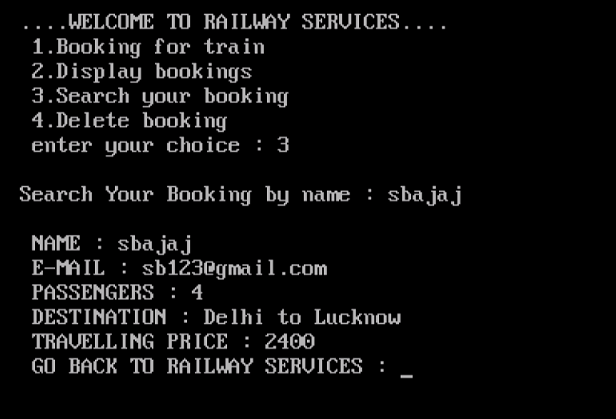 ....WELCOME TO RAILWAY SERVICES....
1.Booking for train
2.Display bookings
3.Search your booking
4.Delete booking
enter your choice : 3
Search Your Booking by name : sbajaj
NAME : sbajaj
E-MAIL : sb123@gmail.com
PASSENGERS : 4
DESTINATION : Delhi to Lucknow
TRAVELLING PRICE : 2400
GO BACK TO RAILWAY SERVICES : _